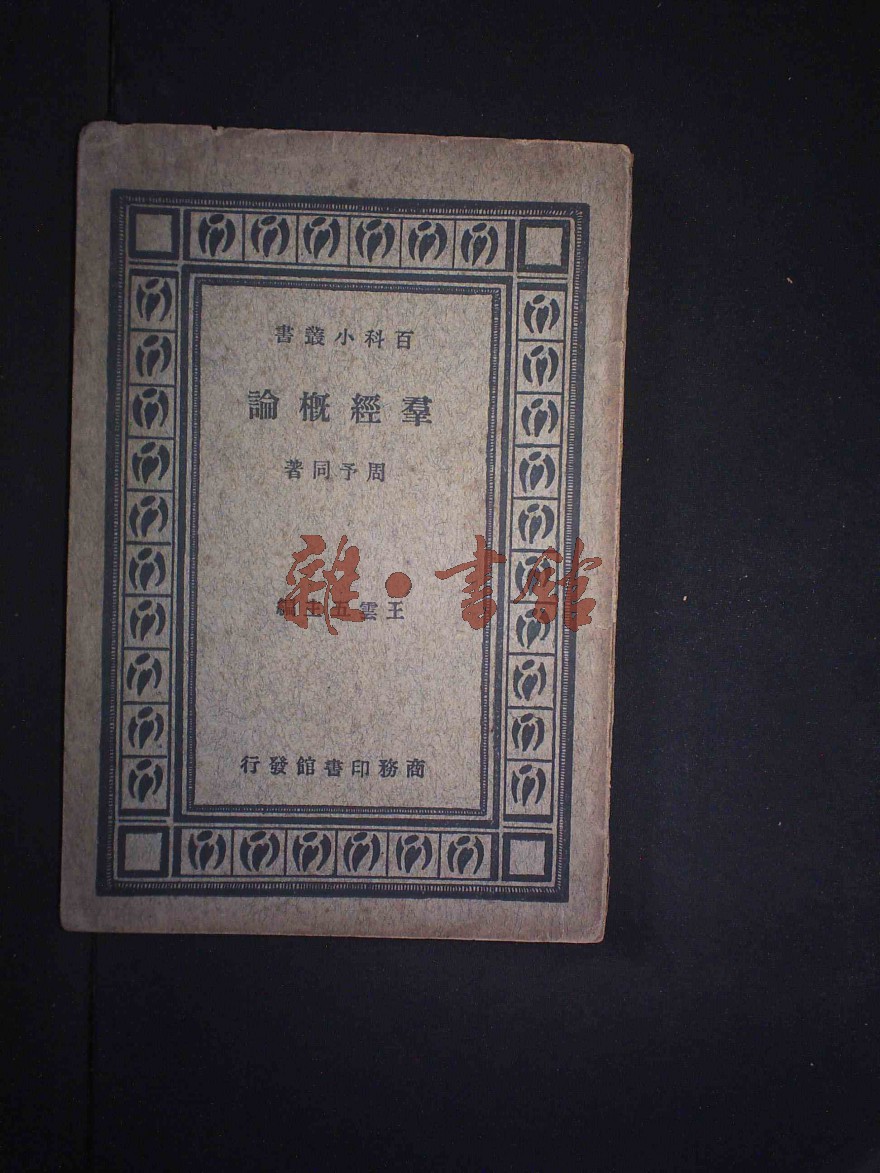 百科小叢書
羣經概論
周予同著
王雲五主編
雜·書館
商務印書館發行